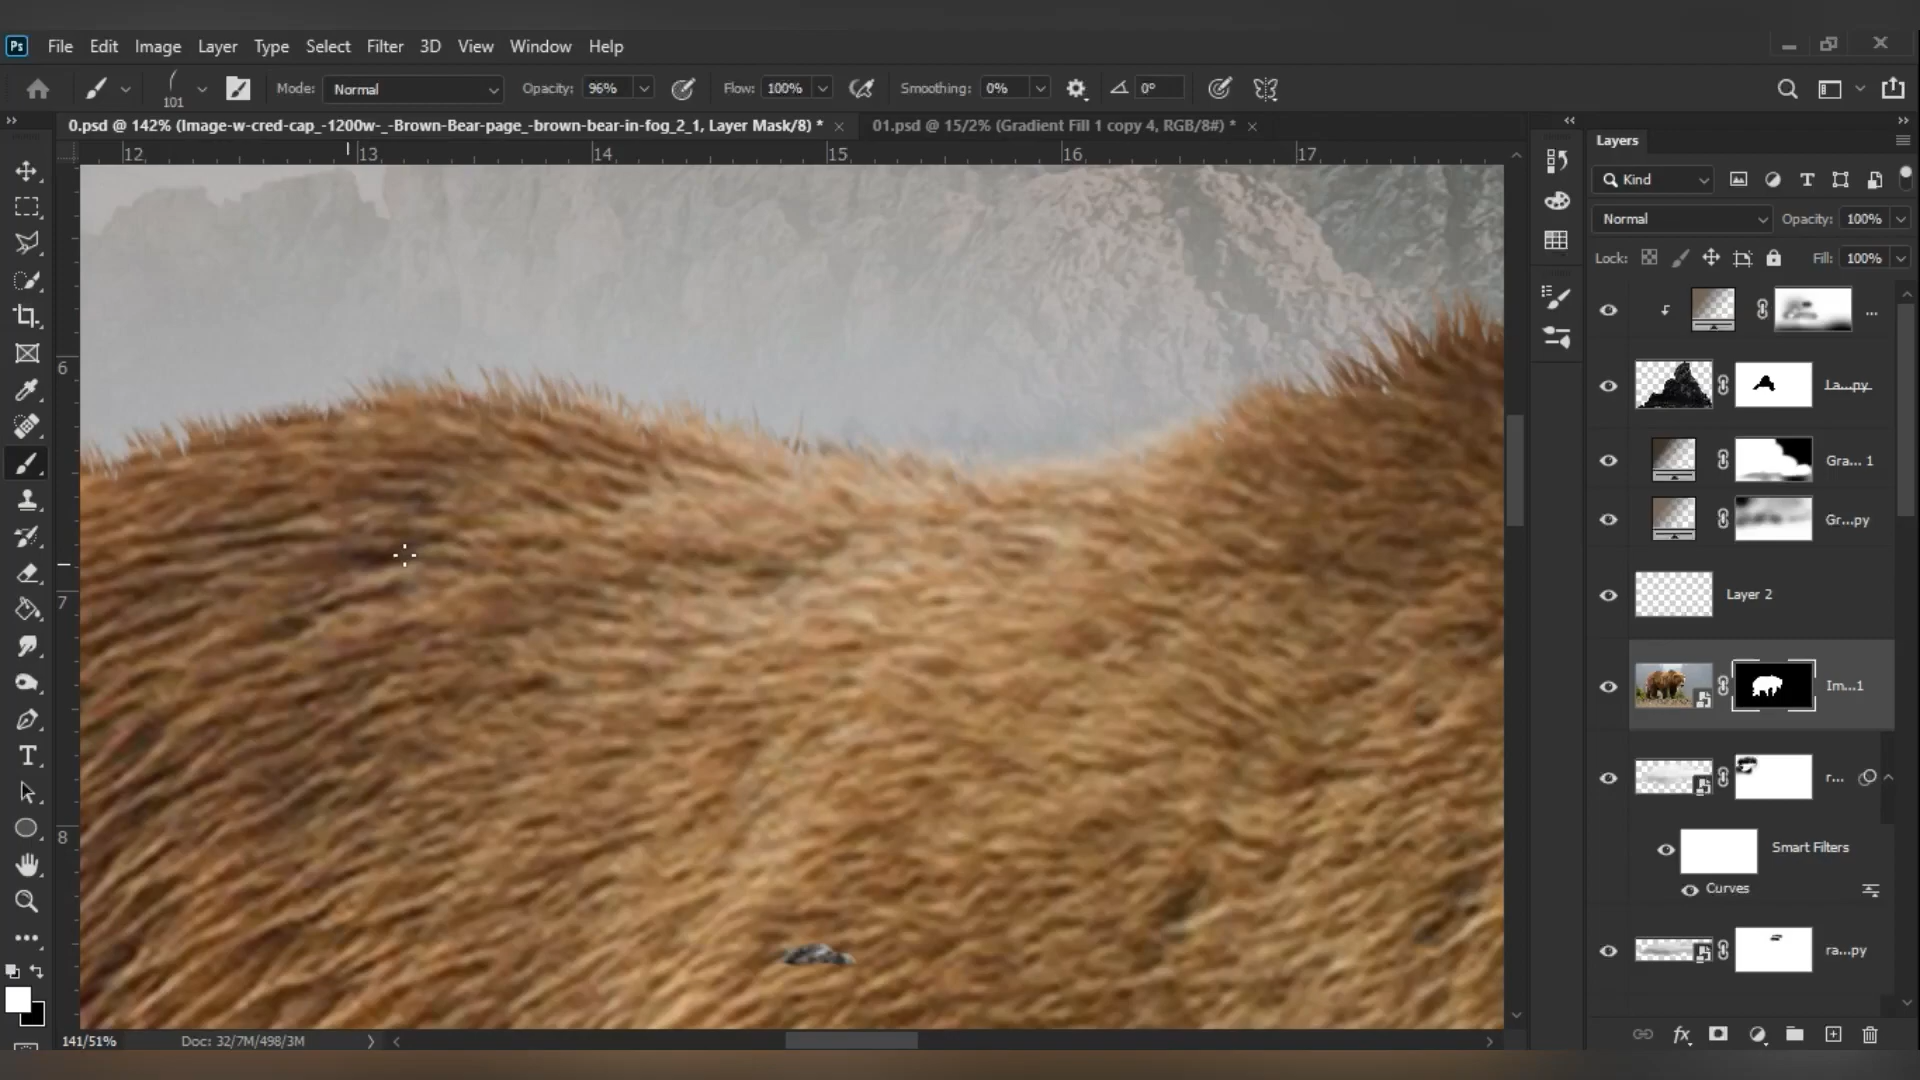 Ps File Edit Image Layer Type Select Filter 3D View Window Help
101 Mode: Normal Opacity: 96% Flow: 100% Smoothing: 0% 0°
0.psd @ 142% (Image-w-cred-cap_-1200w-_-Brown-Bear-page_-brown-bear-in-fog_2_1, Layer Mask/8) * 01.psd @ 15/2% (Gradient Fill 1 copy 4, RGB/8#) *
12 13 14 15 16 17
6
7
8
Layers
Kind
Normal Opacity: 100%
Lock: Fill: 100%
...
La...py
Gra... 1
Gr...py
Layer 2
Im...1
r...
Smart Filters
Curves
ra...py
fx
141/51% Doc: 32/7M/498/3M